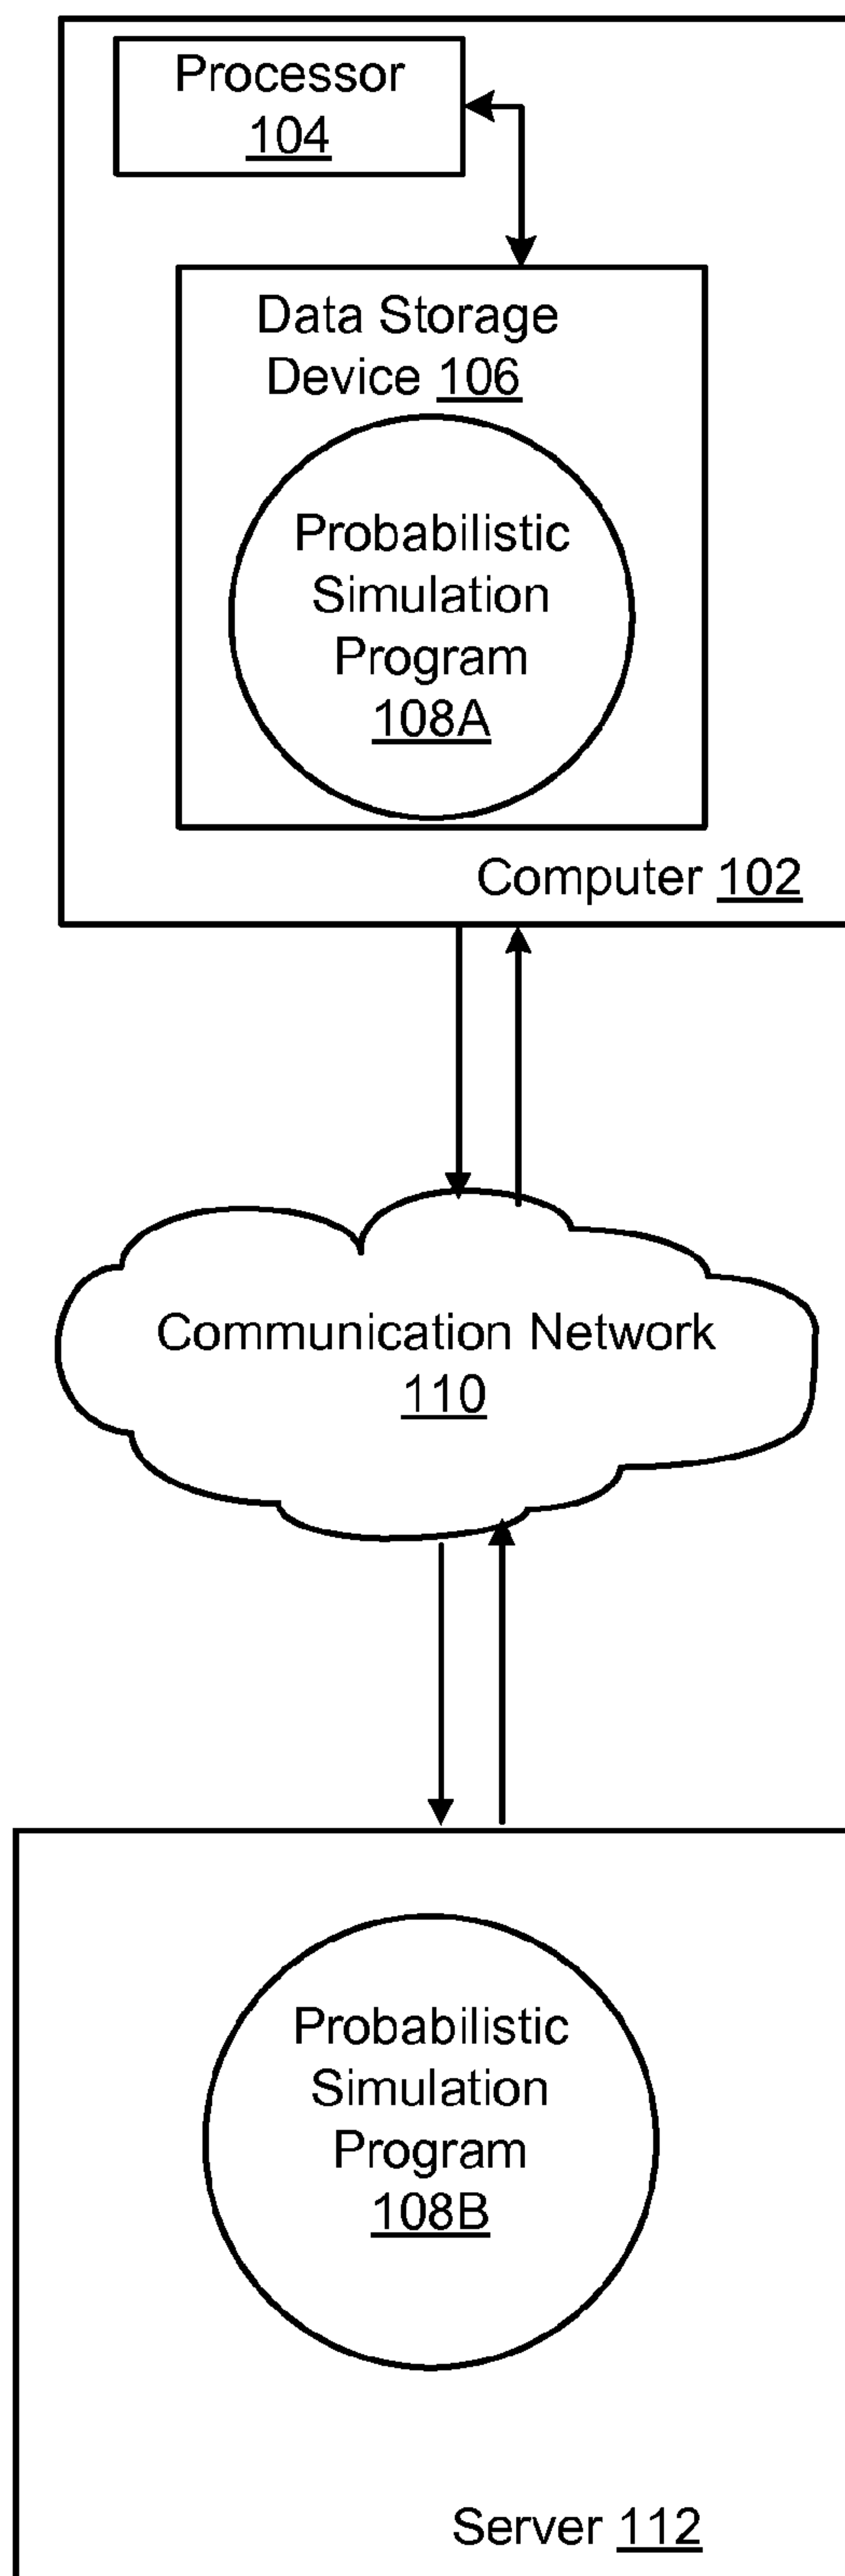 Processor
104
Data Storage
Device 106
Probabilistic
Simulation
Program
108A
Computer 102
Communication Network
110
Probabilistic
Simulation
Program
108B
Server 112